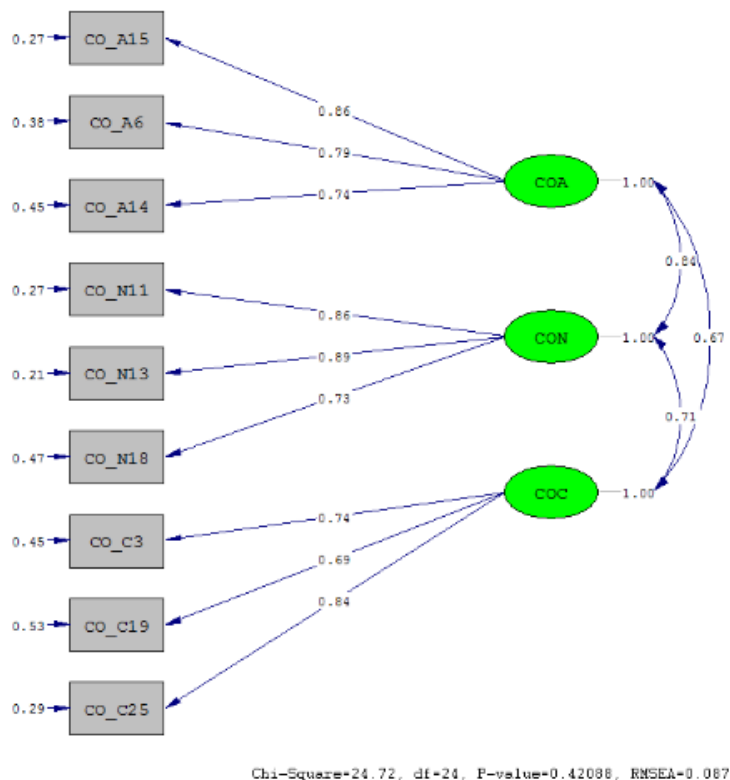 0.27 CO_A15
0.86
0.38 CO_A6
0.79
0.45 CO_A14
0.74
COA 1.00
0.84
0.27 CO_N11
0.86
CON 1.00
0.67
0.21 CO_N13
0.89
0.73
0.71
0.47 CO_N18
COC 1.00
0.45 CO_C3
0.74
0.69
0.84
0.53 CO_C19
0.29 CO_C25
Chi-Square=24.72, df=24, P-value=0.42088, RMSEA=0.087